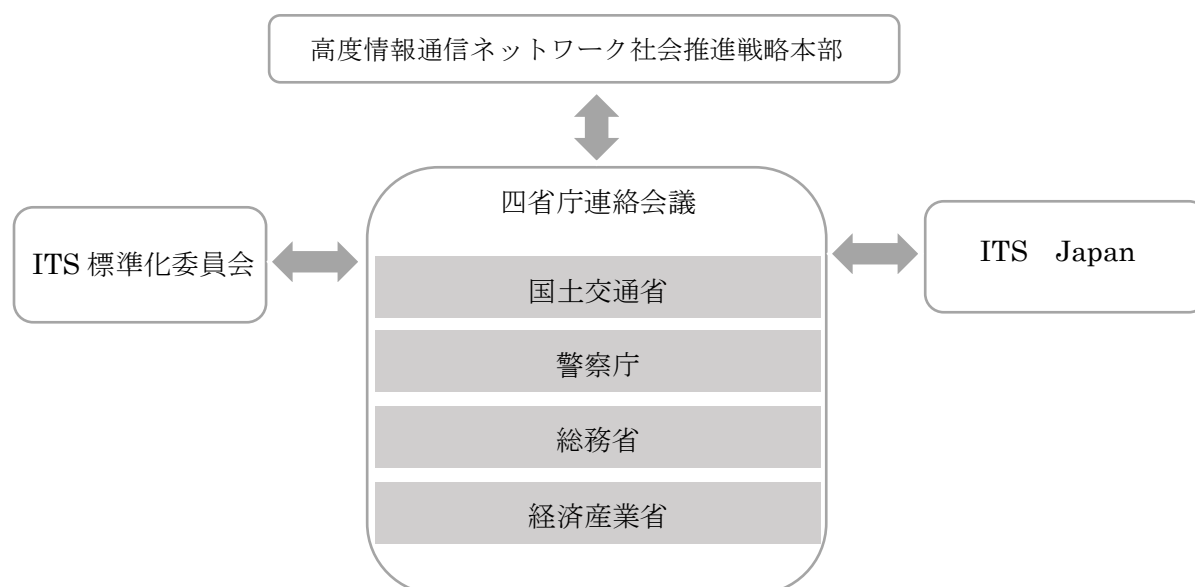 高度情報通信ネットワーク社会推進戦略本部
四省庁連絡会議
ITS 標準化委員会
ITS　Japan
国土交通省
警察庁
総務省
経済産業省